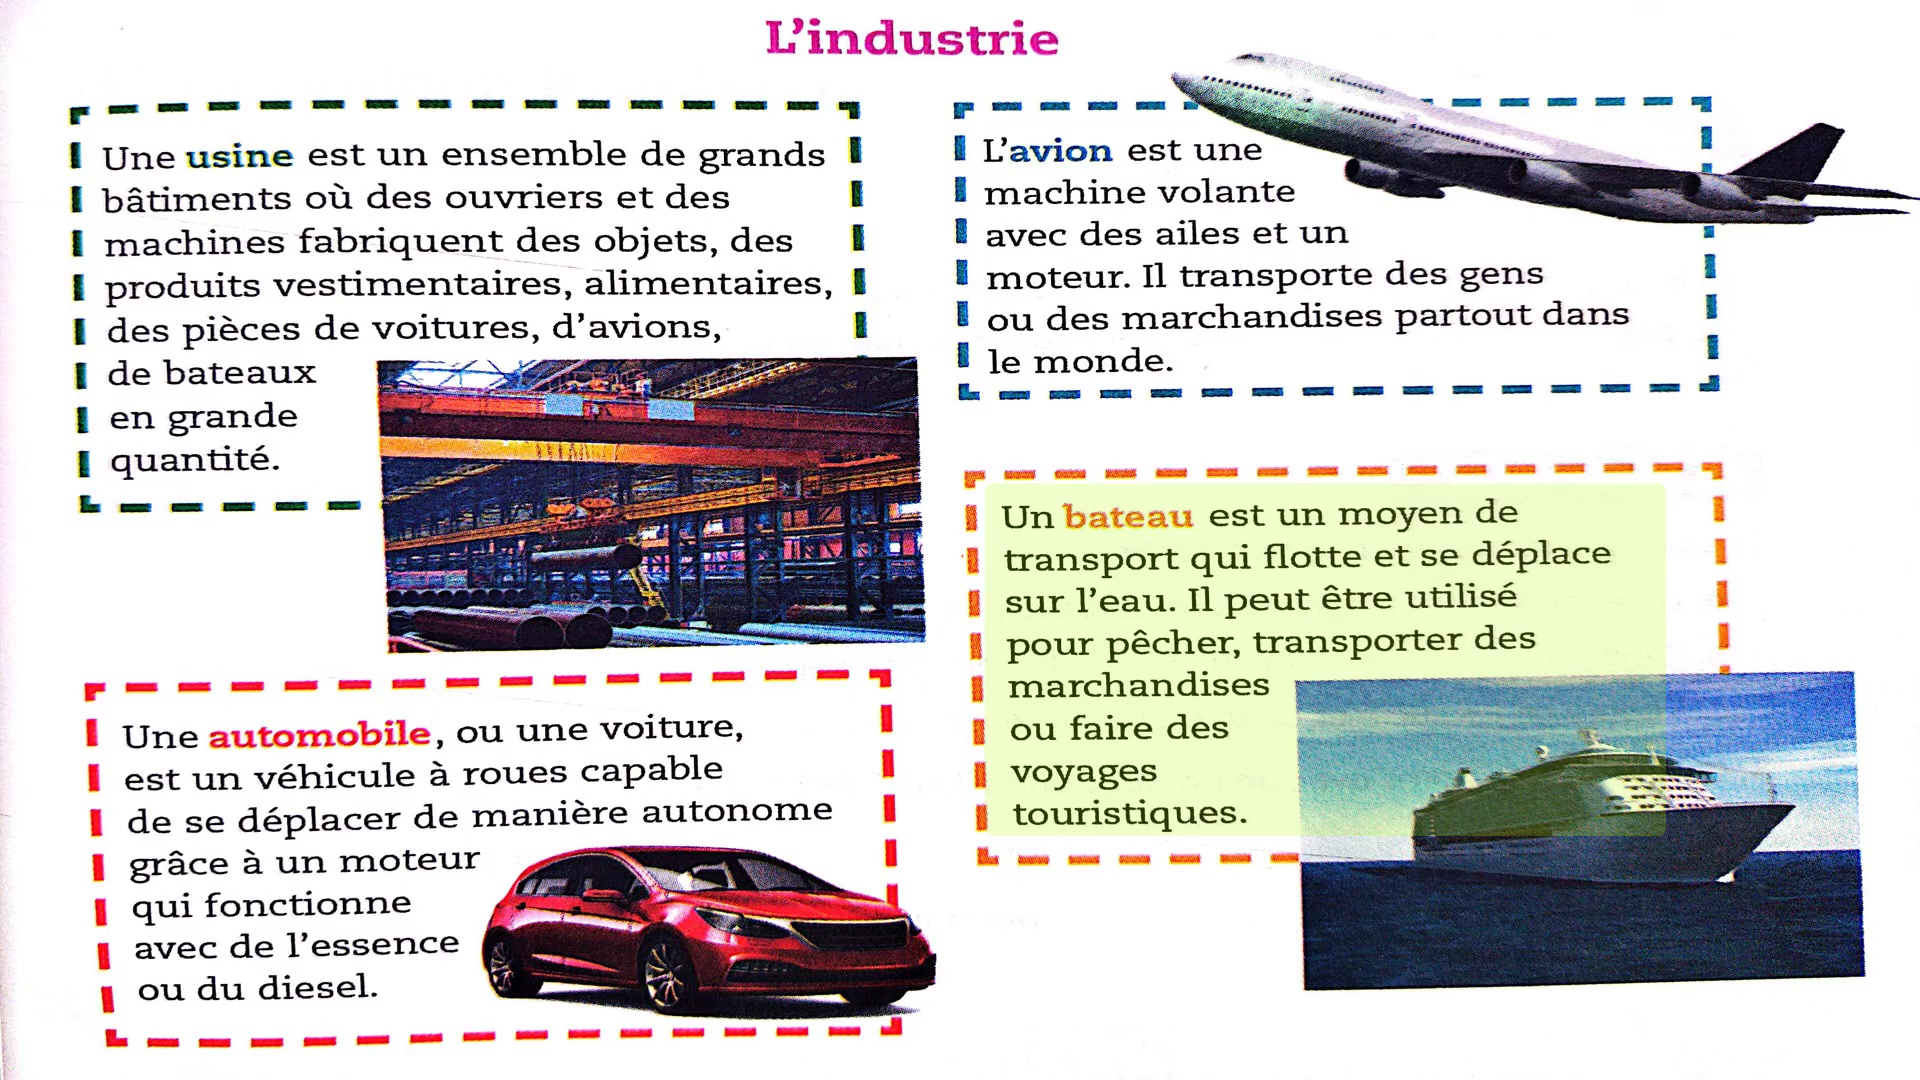 L'industrie
Une usine est un ensemble de grands
bâtiments où des ouvriers et des
machines fabriquent des objets, des
produits vestimentaires, alimentaires,
des pièces de voitures, d'avions,
de bateaux
en grande
quantité.
L'avion est une
machine volante
avec des ailes et un
moteur. Il transporte des gens
ou des marchandises partout dans
le monde.
Une automobile, ou une voiture,
est un véhicule à roues capable
de se déplacer de manière autonome
grâce à un moteur
qui fonctionne
avec de l'essence
ou du diesel.
Un bateau est un moyen de
transport qui flotte et se déplace
sur l'eau. Il peut être utilisé
pour pêcher, transporter des
marchandises
ou faire des
voyages
touristiques.